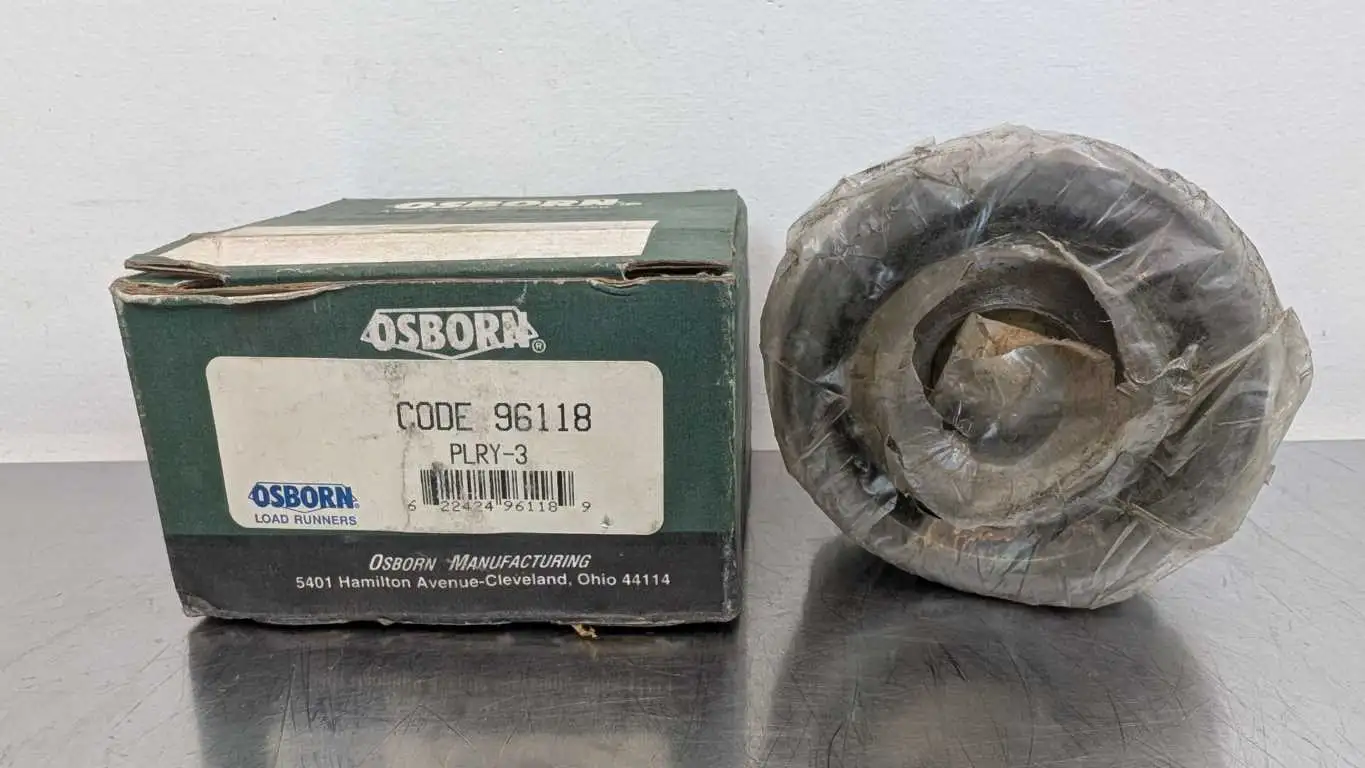 OSBORN
OSBORN®
CODE 96118
PLRY-3
6 22424 96118 9
OSBORN®
LOAD RUNNERS
OSBORN MANUFACTURING
5401 Hamilton Avenue-Cleveland, Ohio 44114